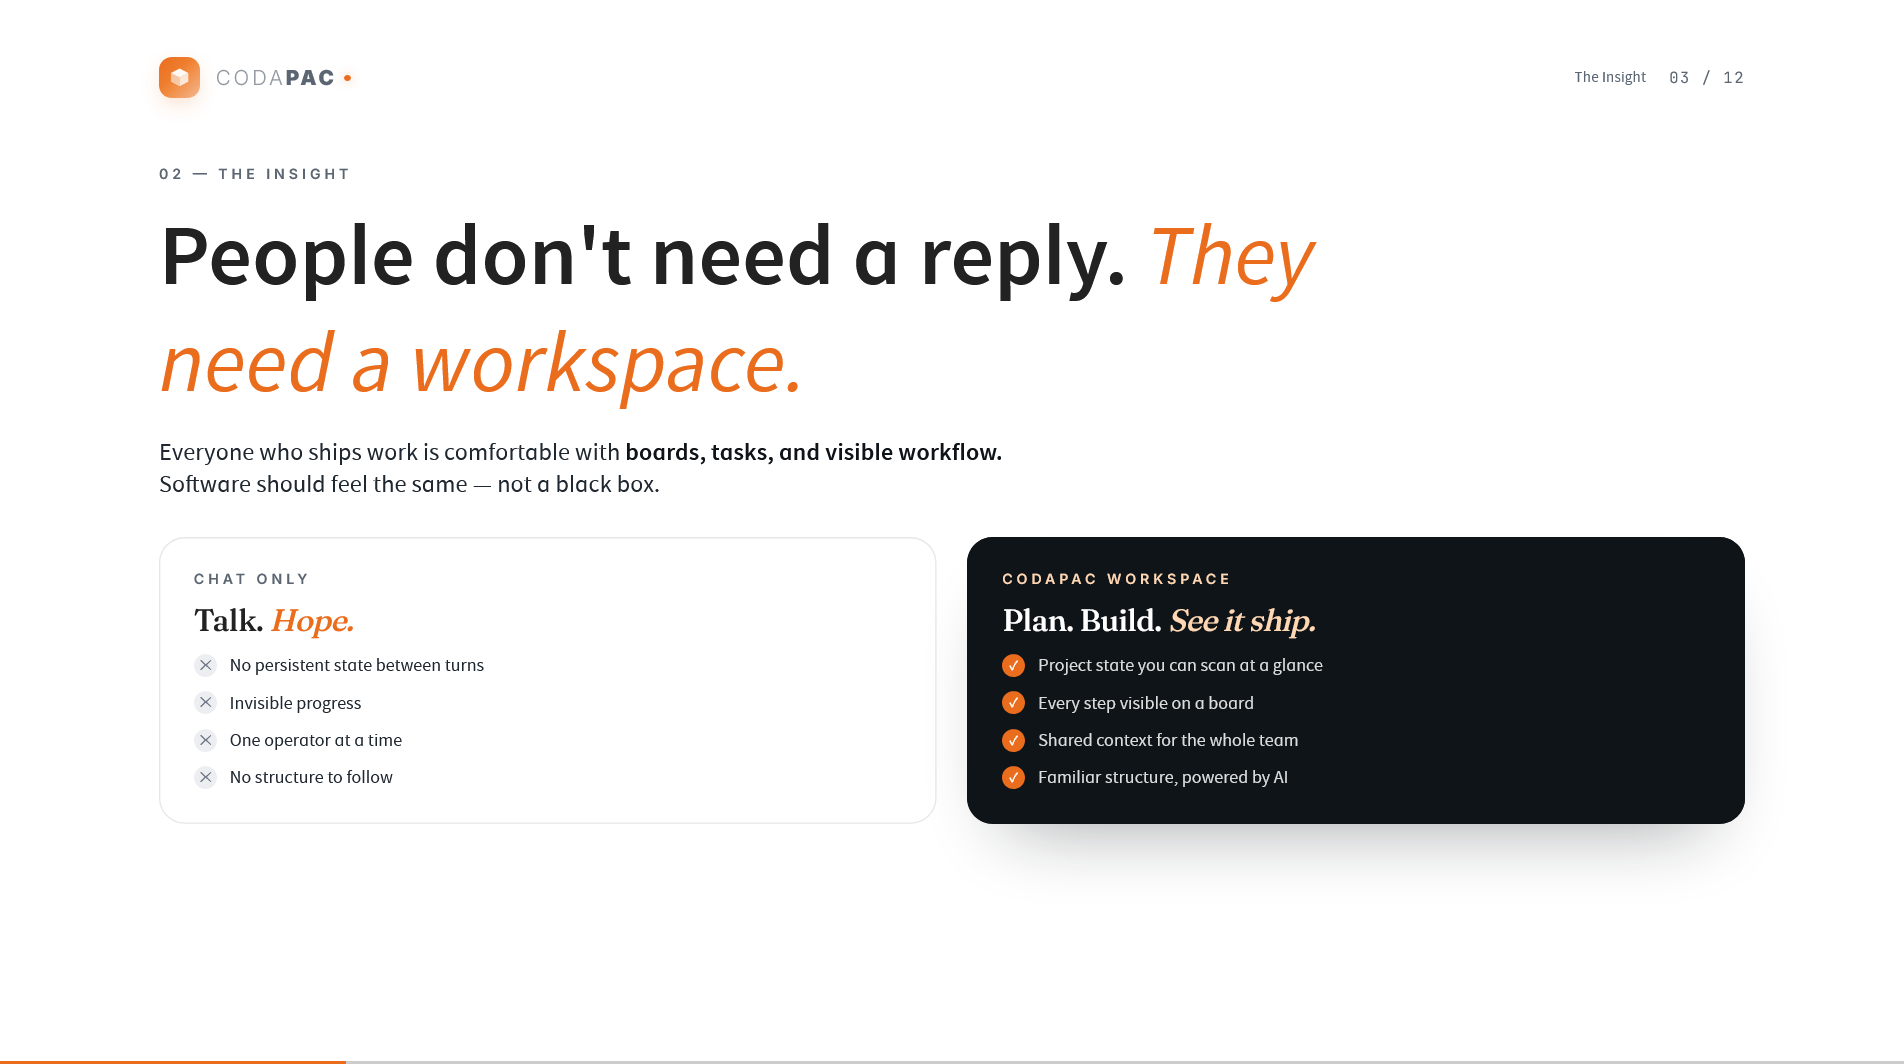 CODAPAC
The Insight 03 / 12
02 — THE INSIGHT
People don't need a reply. They
need a workspace.
Everyone who ships work is comfortable with boards, tasks, and visible workflow.
Software should feel the same — not a black box.
CHAT ONLY
Talk. Hope.
No persistent state between turns
Invisible progress
One operator at a time
No structure to follow
CODAPAC WORKSPACE
Plan. Build. See it ship.
Project state you can scan at a glance
Every step visible on a board
Shared context for the whole team
Familiar structure, powered by AI